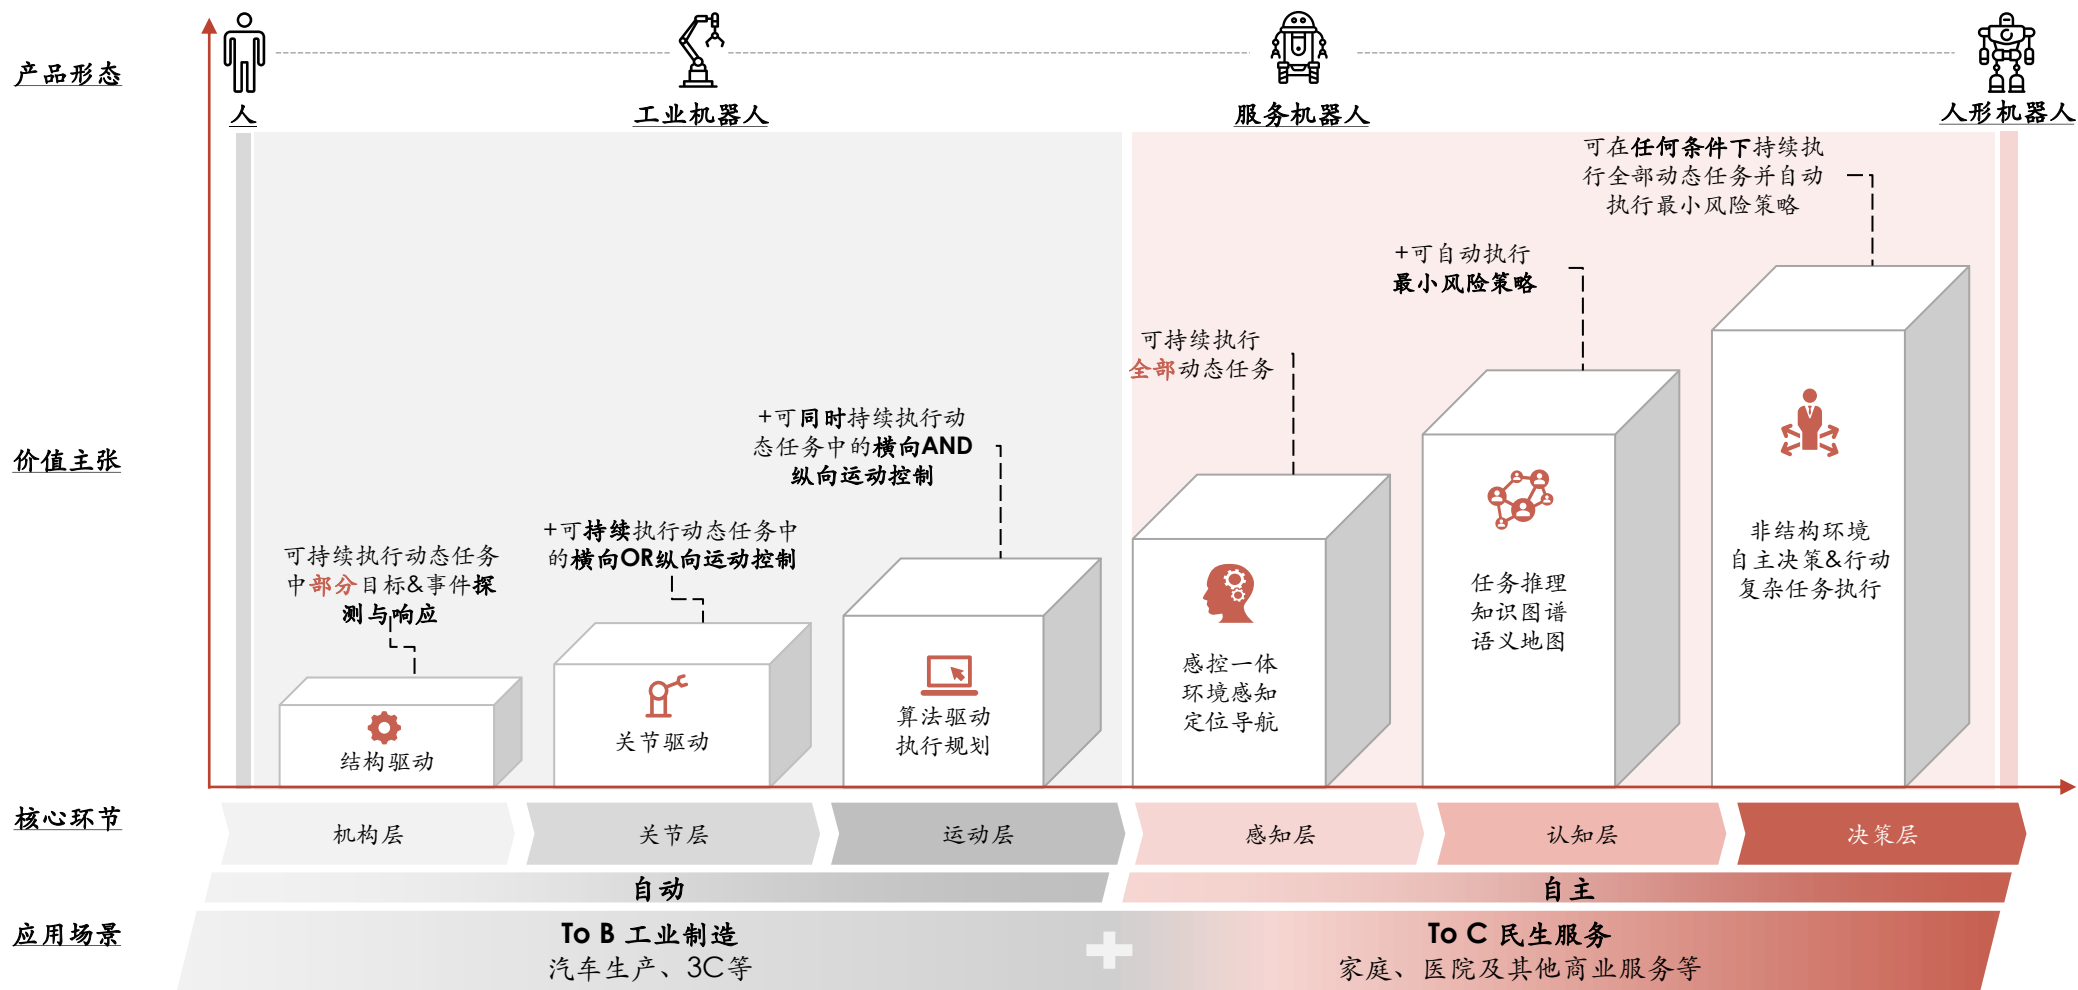 产品形态
人
工业机器人
服务机器人
人形机器人
价值主张
可持续执行动态任务
中部分目标&事件探
测与响应
+可持续执行动态任务中
的横向OR纵向运动控制
+可同时持续执行动
态任务中的横向AND
纵向运动控制
可持续执行
全部动态任务
+可自动执行
最小风险策略
可在任何条件下持续执
行全部动态任务并自动
执行最小风险策略
结构驱动
关节驱动
算法驱动
执行规划
感控一体
环境感知
定位导航
任务推理
知识图谱
语义地图
非结构环境
自主决策&行动
复杂任务执行
核心环节
机构层
关节层
运动层
感知层
认知层
决策层
自动
自主
应用场景
To B 工业制造
汽车生产、3C等
To C 民生服务
家庭、医院及其他商业服务等